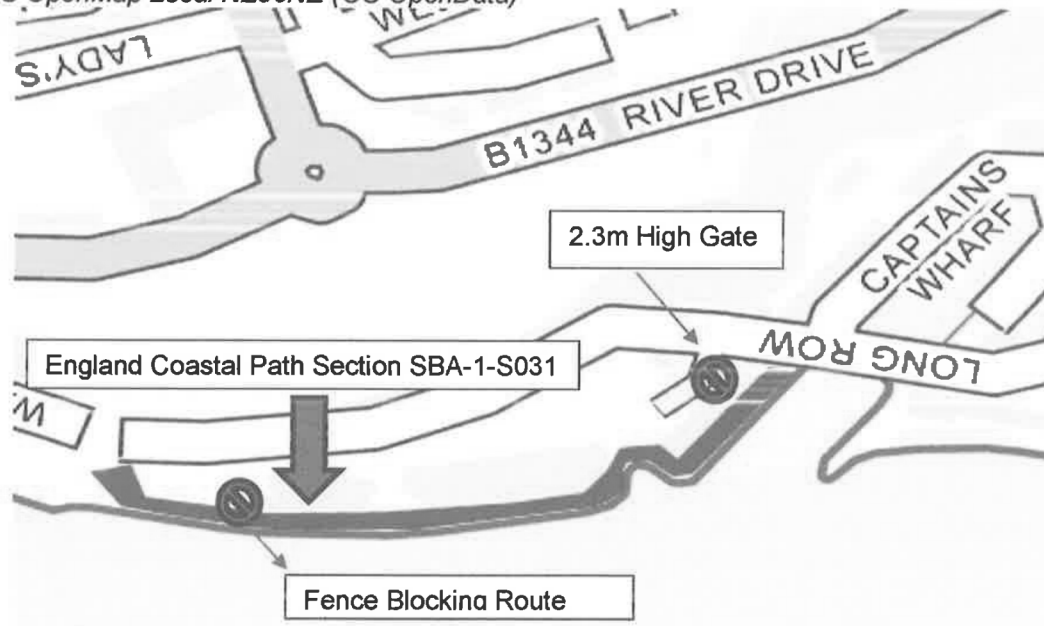 LADY'S
B1344 RIVER DRIVE
2.3m High Gate
CAPTAINS
WHARF
England Coastal Path Section SBA-1-S031
LONG ROW
Fence Blocking Route